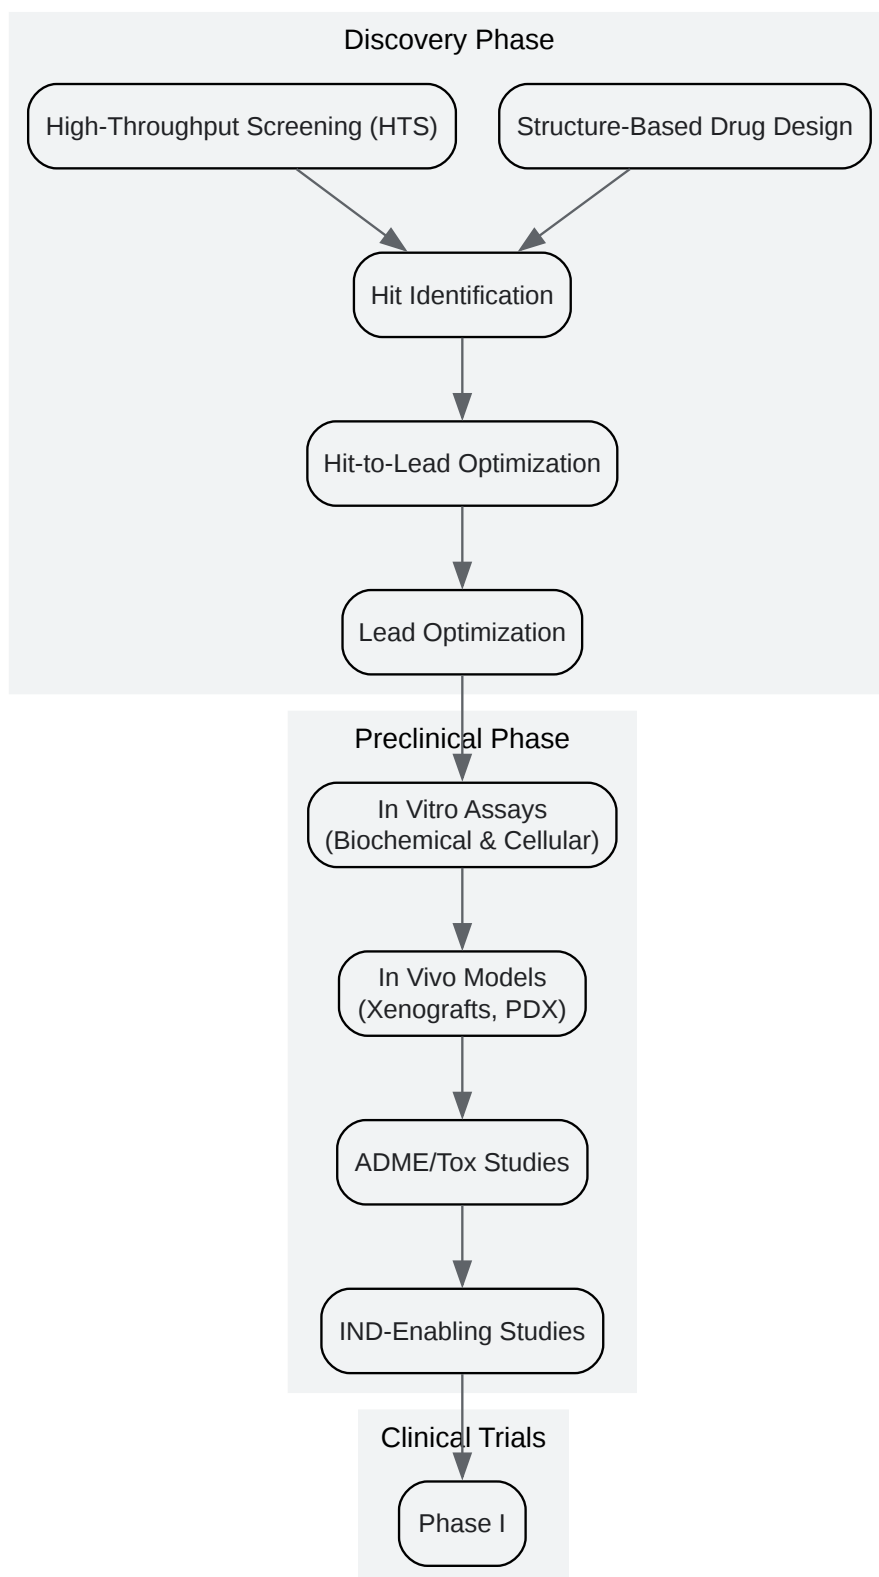 Discovery Phase
High-Throughput Screening (HTS)
Structure-Based Drug Design
Hit Identification
Hit-to-Lead Optimization
Lead Optimization
Preclinical Phase
In Vitro Assays
(Biochemical & Cellular)
In Vivo Models
(Xenografts, PDX)
ADME/Tox Studies
IND-Enabling Studies
Clinical Trials
Phase I